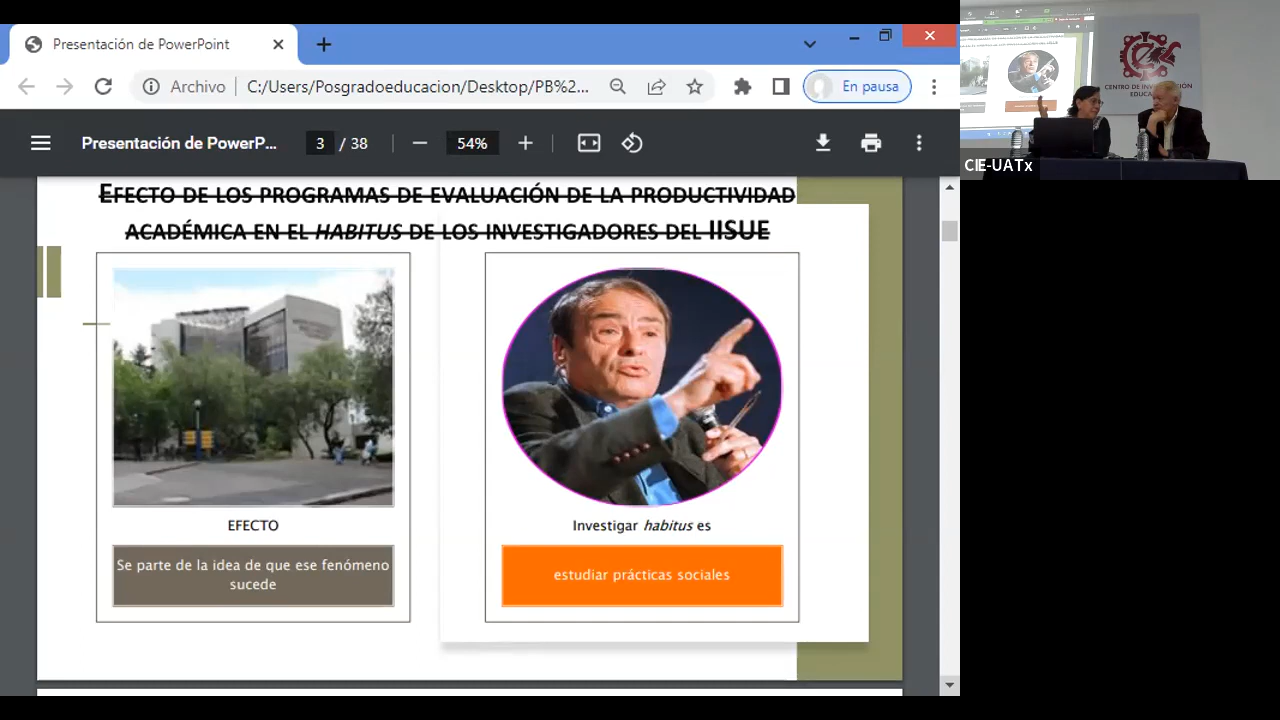 Presentación de PowerPoint
Archivo
C:/Users/Posgradoeducacion/Desktop/PB%2...
En pausa
Presentación de PowerP...
3 / 38
54%
EFECTO DE LOS PROGRAMAS DE EVALUACIÓN DE LA PRODUCTIVIDAD
ACADÉMICA EN EL HABITUS DE LOS INVESTIGADORES DEL IISUE
EFECTO
Se parte de la idea de que ese fenómeno
sucede
Investigar habitus es
estudiar prácticas sociales
CENTRO DE INVESTIGACIÓN
CIE-UATx